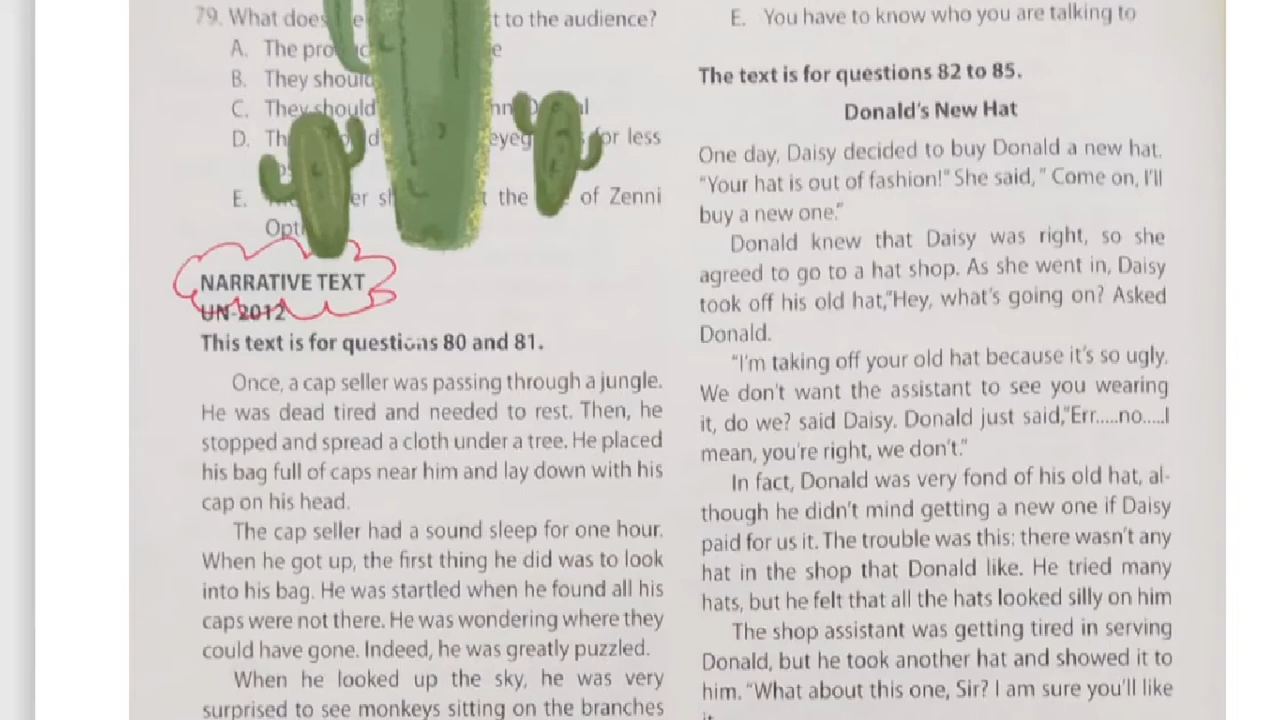 79. What does t to the audience?
A. The
B. They should
C. They should
D. for less
E. the of Zenni
NARRATIVE TEXT
UN-2012
This text is for questions 80 and 81.
Once, a cap seller was passing through a jungle.
He was dead tired and needed to rest. Then, he
stopped and spread a cloth under a tree. He placed
his bag full of caps near him and lay down with his
cap on his head.
The cap seller had a sound sleep for one hour.
When he got up, the first thing he did was to look
into his bag. He was startled when he found all his
caps were not there. He was wondering where they
could have gone. Indeed, he was greatly puzzled.
When he looked up the sky, he was very
surprised to see monkeys sitting on the branches
E. You have to know who you are talking to
The text is for questions 82 to 85.
Donald's New Hat
One day, Daisy decided to buy Donald a new hat.
"Your hat is out of fashion!" She said, " Come on, I'll
buy a new one."
Donald knew that Daisy was right, so she
agreed to go to a hat shop. As she went in, Daisy
took off his old hat,"Hey, what's going on? Asked
Donald.
"I'm taking off your old hat because it's so ugly.
We don't want the assistant to see you wearing
it, do we? said Daisy. Donald just said,"Err.....no.....I
mean, you're right, we don't."
In fact, Donald was very fond of his old hat, al-
though he didn't mind getting a new one if Daisy
paid for us it. The trouble was this: there wasn't any
hat in the shop that Donald like. He tried many
hats, but he felt that all the hats looked silly on him
The shop assistant was getting tired in serving
Donald, but he took another hat and showed it to
him. "What about this one, Sir? I am sure you'll like